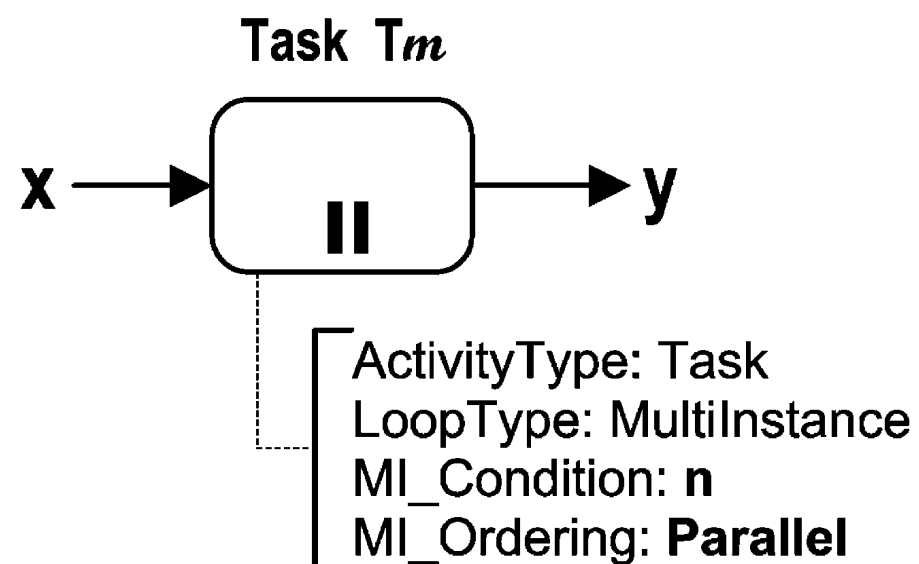 Task Tm
x
y
ActivityType: Task
LoopType: MultiInstance
MI_Condition: n
MI_Ordering: Parallel